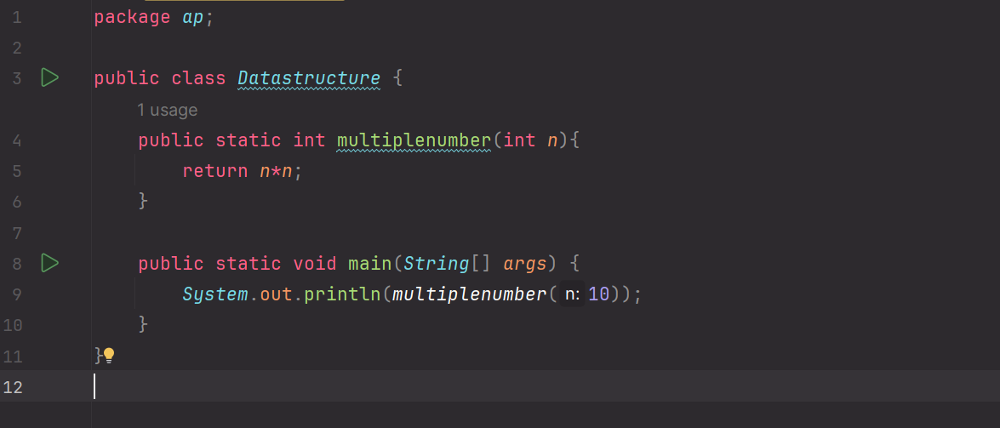 1 package ap;
2
3 public class Datastructure {
1 usage
4 public static int multiplenumber(int n){
5 return n*n;
6 }
7
8 public static void main(String[] args) {
9 System.out.println(multiplenumber( n: 10));
10 }
11 }
12